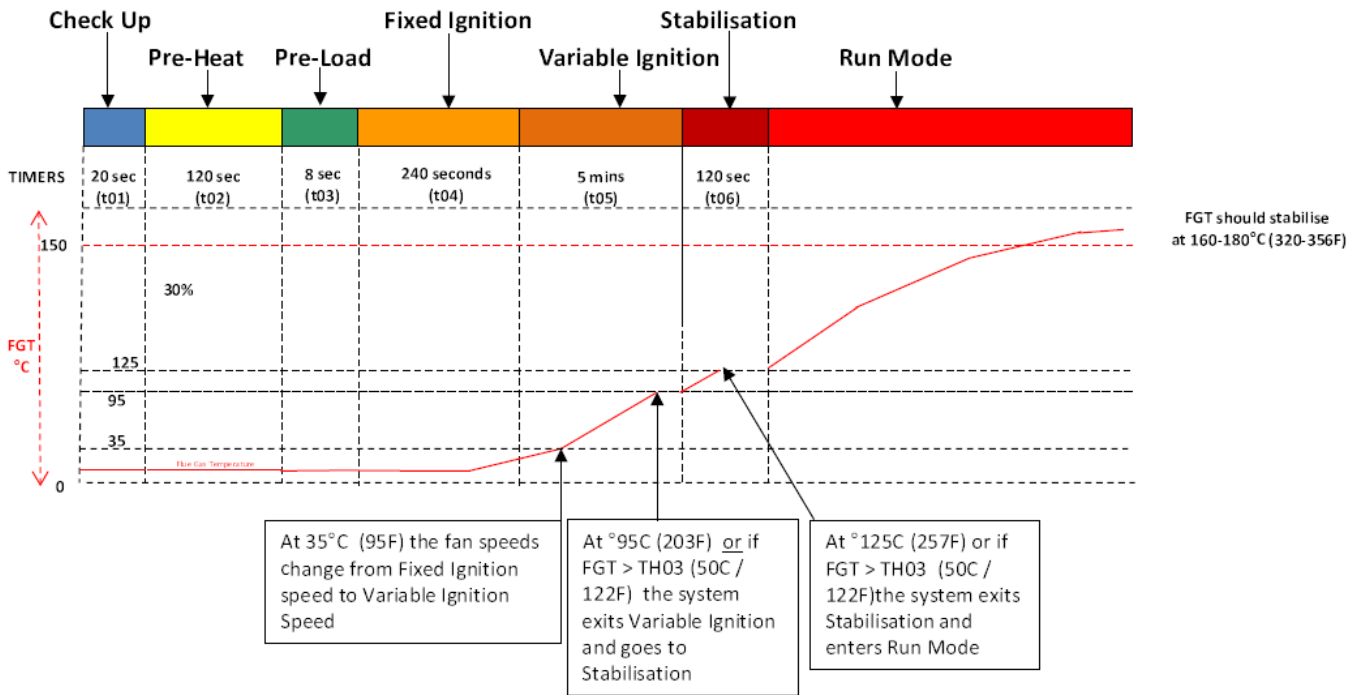 Check Up
Fixed Ignition
Stabilisation
Pre-Heat
Pre-Load
Variable Ignition
Run Mode
TIMERS
20 sec
(t01)
120 sec
(t02)
8 sec
(t03)
240 seconds
(t04)
5 mins
(t05)
120 sec
(t06)
FGT should stabilise
at 160-180°C (320-356F)
150
30%
FGT
°C
125
95
35
Flue Gas Temperature
0
At 35°C (95F) the fan speeds
change from Fixed Ignition
speed to Variable Ignition
Speed
At °95C (203F) or if
FGT > TH03 (50C /
122F) the system
exits Variable Ignition
and goes to
Stabilisation
At °125C (257F) or if
FGT > TH03 (50C /
122F)the system exits
Stabilisation and
enters Run Mode